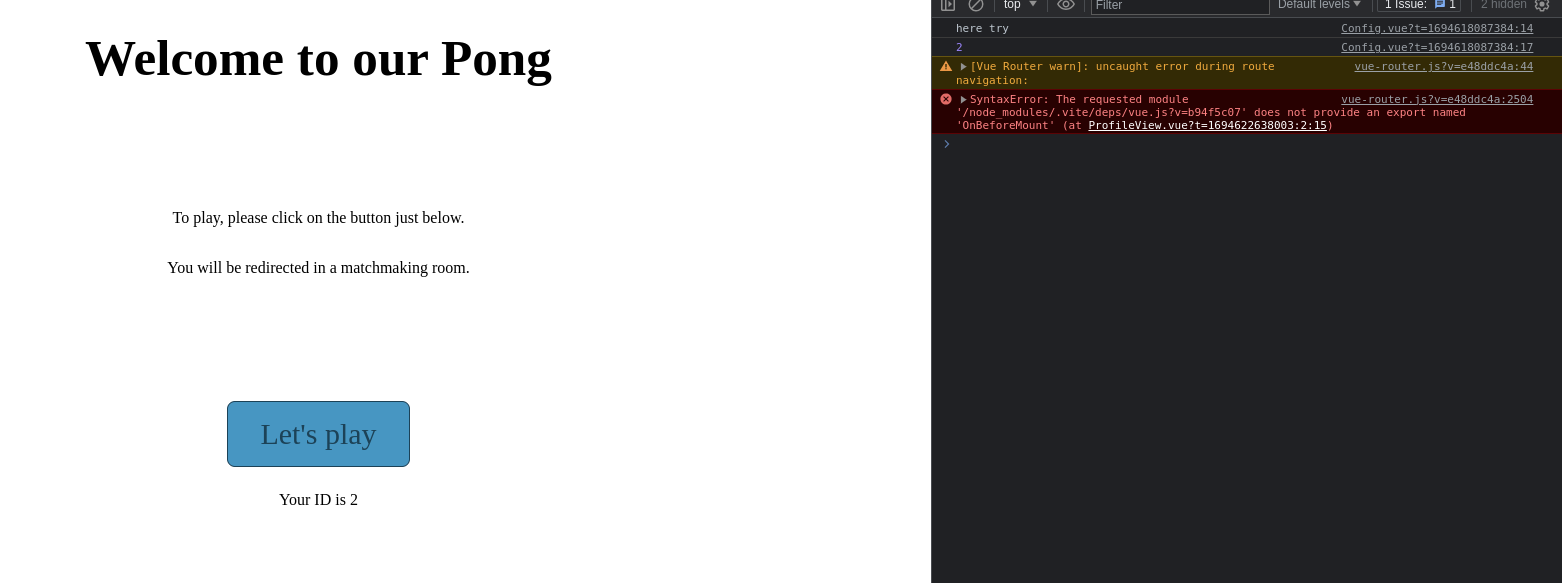 Welcome to our Pong
To play, please click on the button just below.
You will be redirected in a matchmaking room.
Let's play
Your ID is 2
top
Filter
Default levels
1 Issue:
1
2 hidden
here try
Config.vue?t=1694618087384:14
2
Config.vue?t=1694618087384:17
[Vue Router warn]: uncaught error during route
vue-router.js?v=e48ddc4a:44
navigation:
SyntaxError: The requested module
vue-router.js?v=e48ddc4a:2504
'/node_modules/.vite/deps/vue.js?v=b94f5c07' does not provide an export named
'OnBeforeMount' (at ProfileView.vue?t=1694622638003:2:15)